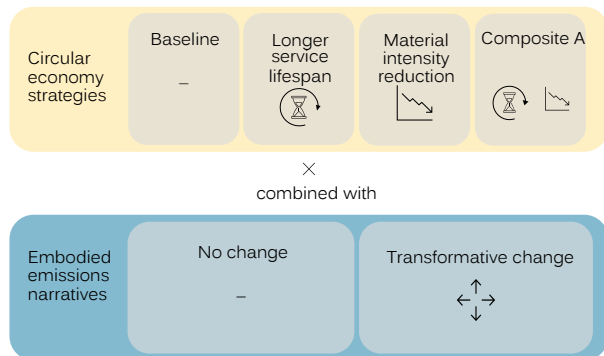 Circular
economy
strategies
Baseline
–
Longer
service
lifespan
Material
intensity
reduction
Composite A
×
combined with
Embodied
emissions
narratives
No change
–
Transformative change